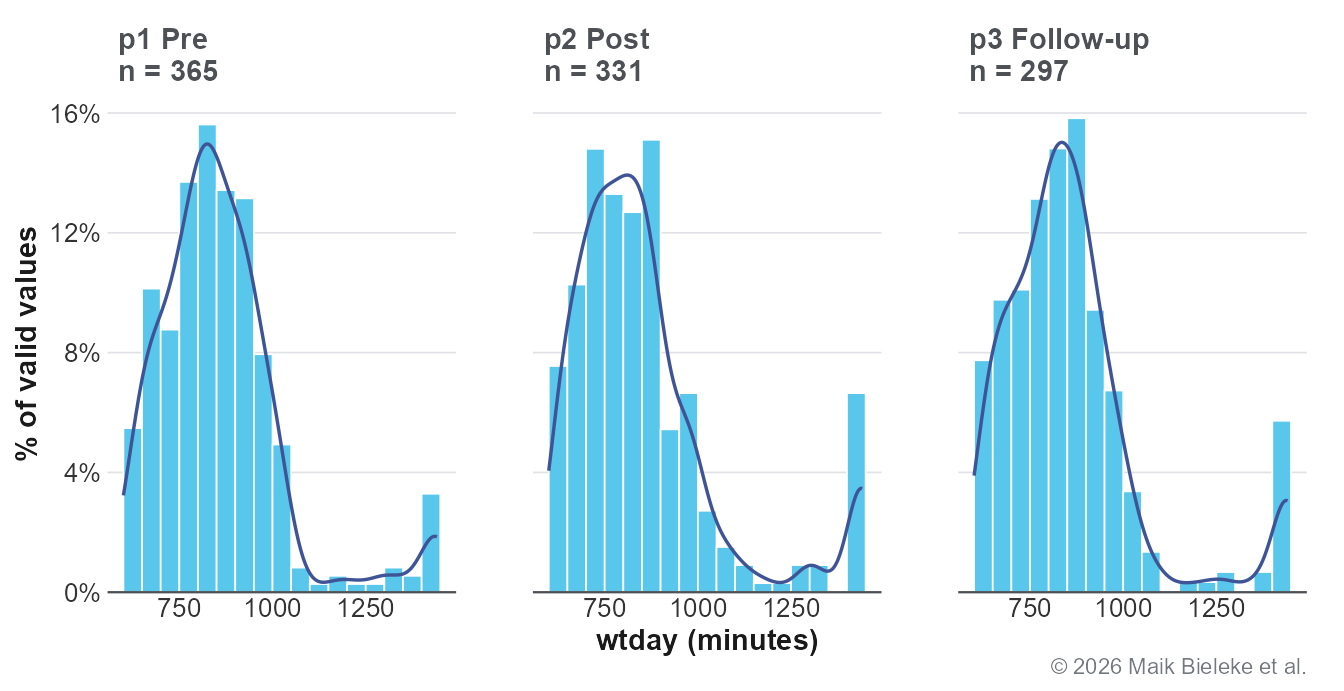 p1 Pre
n = 365
p2 Post
n = 331
p3 Follow-up
n = 297
% of valid values
16%
12%
8%
4%
0%
750 1000 1250
750 1000 1250
750 1000 1250
wtday (minutes)
© 2026 Maik Bieleke et al.